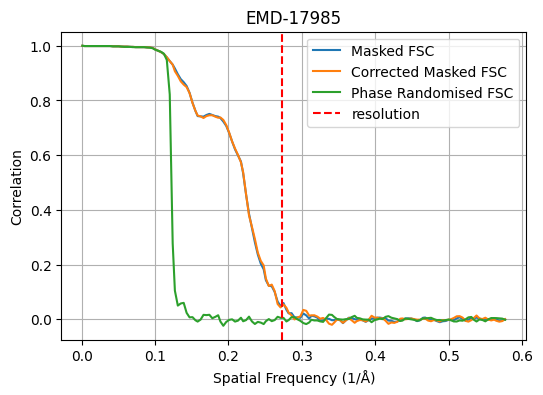 EMD-17985
Masked FSC
Corrected Masked FSC
Phase Randomised FSC
resolution
Correlation
1.0
0.8
0.6
0.4
0.2
0.0
0.0 0.1 0.2 0.3 0.4 0.5 0.6
Spatial Frequency (1/Å)